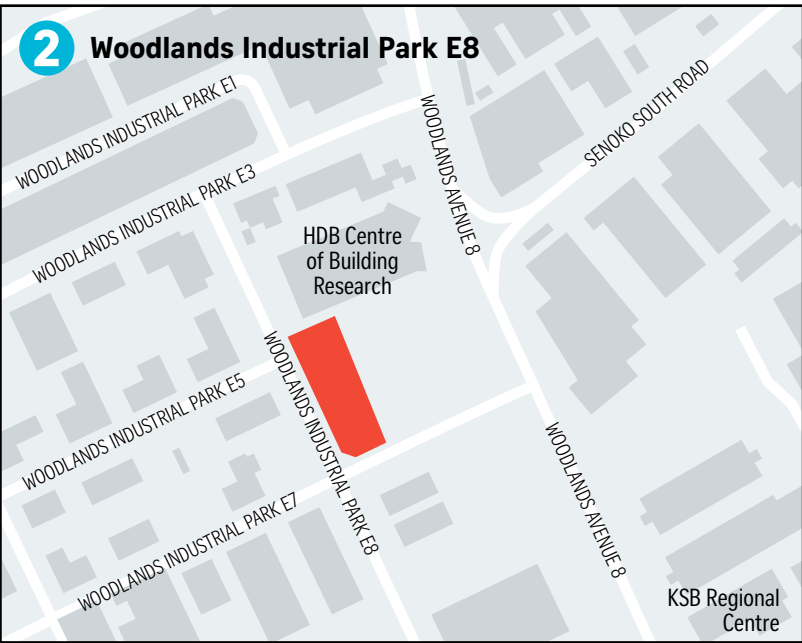 2 Woodlands Industrial Park E8
WOODLANDS INDUSTRIAL PARK E1
SENOKO SOUTH ROAD
WOODLANDS AVENUE 8
WOODLANDS INDUSTRIAL PARK E3
HDB Centre
of Building
Research
WOODLANDS INDUSTRIAL PARK E5
WOODLANDS INDUSTRIAL PARK E8
WOODLANDS AVENUE 8
WOODLANDS INDUSTRIAL PARK E7
KSB Regional
Centre